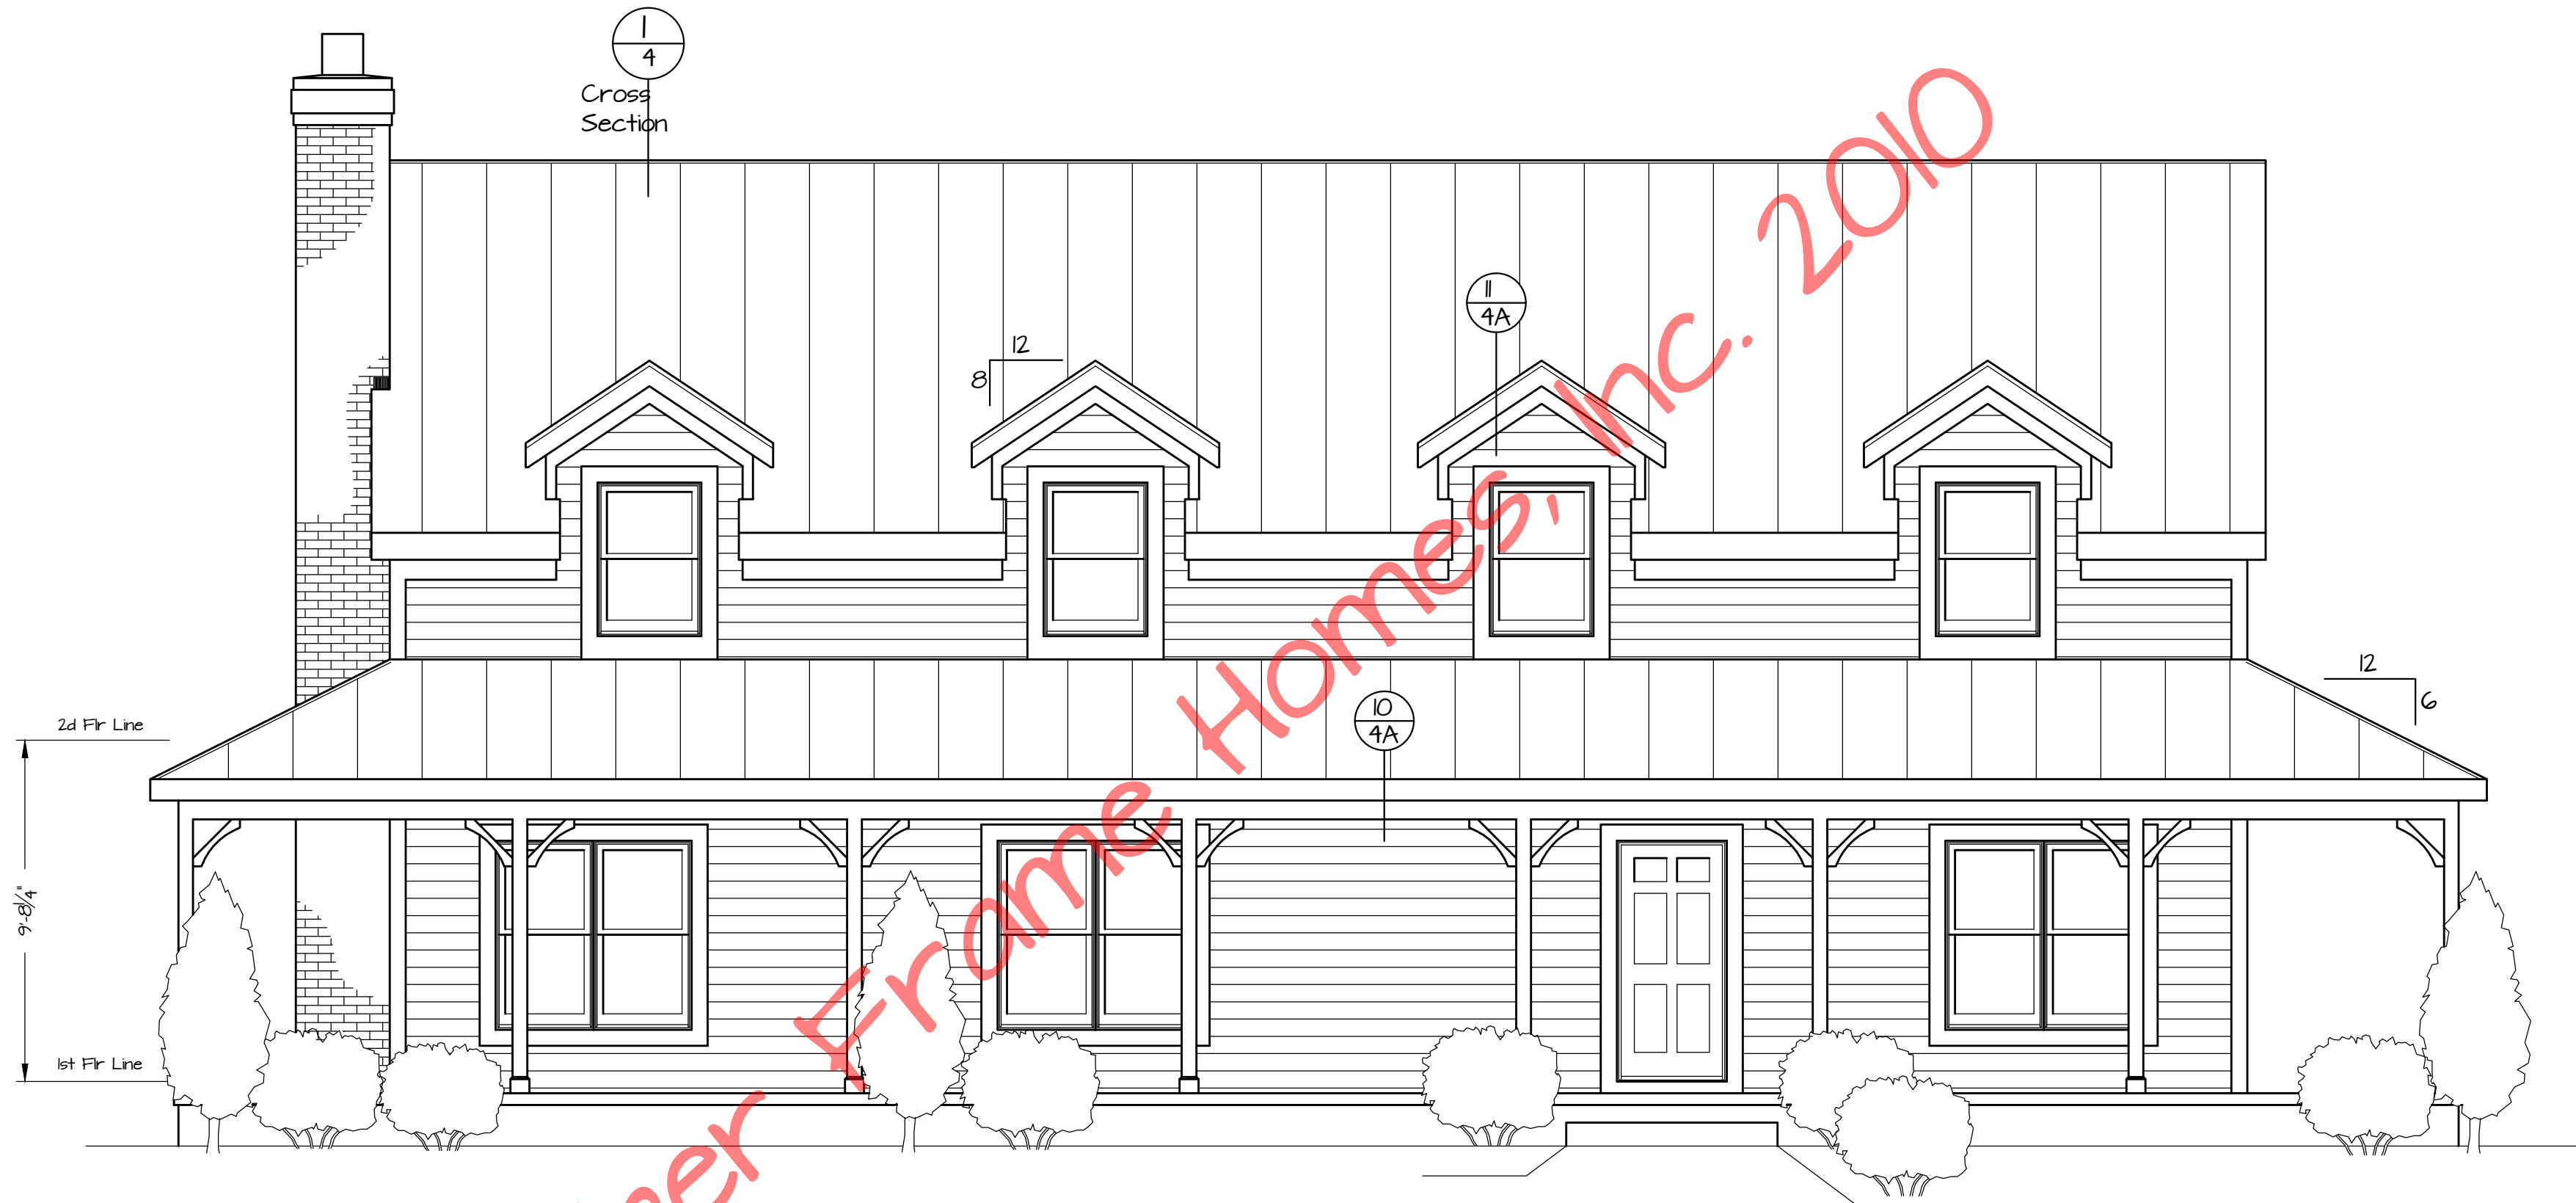 1
4
Cross
Section
11
4A
12
8
12
6
10
4A
2d Flr Line
9'-81/4"
1st Flr Line
Frame Homes, Inc. 2010